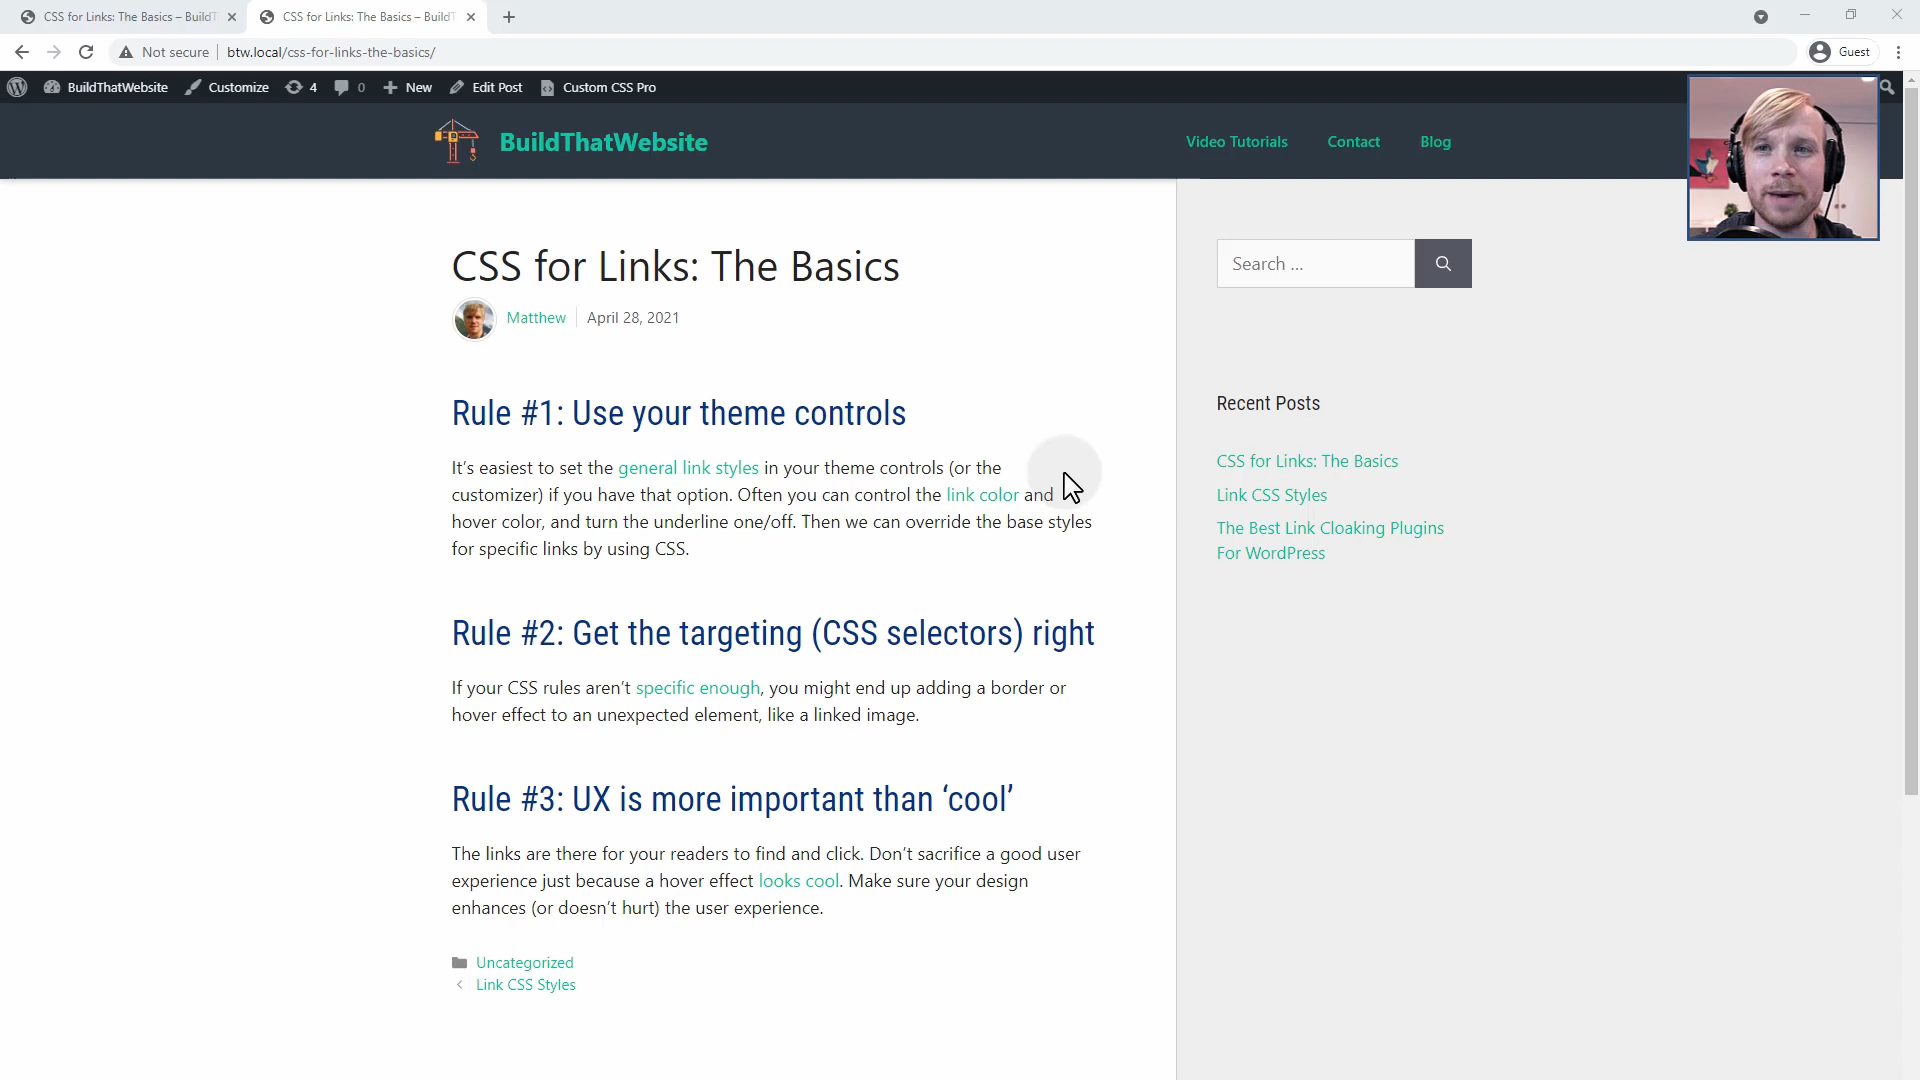 CSS for Links: The Basics – BuildT
CSS for Links: The Basics – BuildT
Not secure
btw.local/css-for-links-the-basics/
Guest
BuildThatWebsite
Customize
4
0
New
Edit Post
Custom CSS Pro
BuildThatWebsite
Video Tutorials
Contact
Blog
CSS for Links: The Basics
Matthew
April 28, 2021
Rule #1: Use your theme controls
It's easiest to set the general link styles in your theme controls (or the
customizer) if you have that option. Often you can control the link color and
hover color, and turn the underline one/off. Then we can override the base styles
for specific links by using CSS.
Rule #2: Get the targeting (CSS selectors) right
If your CSS rules aren't specific enough, you might end up adding a border or
hover effect to an unexpected element, like a linked image.
Rule #3: UX is more important than ‘cool’
The links are there for your readers to find and click. Don't sacrifice a good user
experience just because a hover effect looks cool. Make sure your design
enhances (or doesn't hurt) the user experience.
Uncategorized
Link CSS Styles
Search ...
Recent Posts
CSS for Links: The Basics
Link CSS Styles
The Best Link Cloaking Plugins
For WordPress